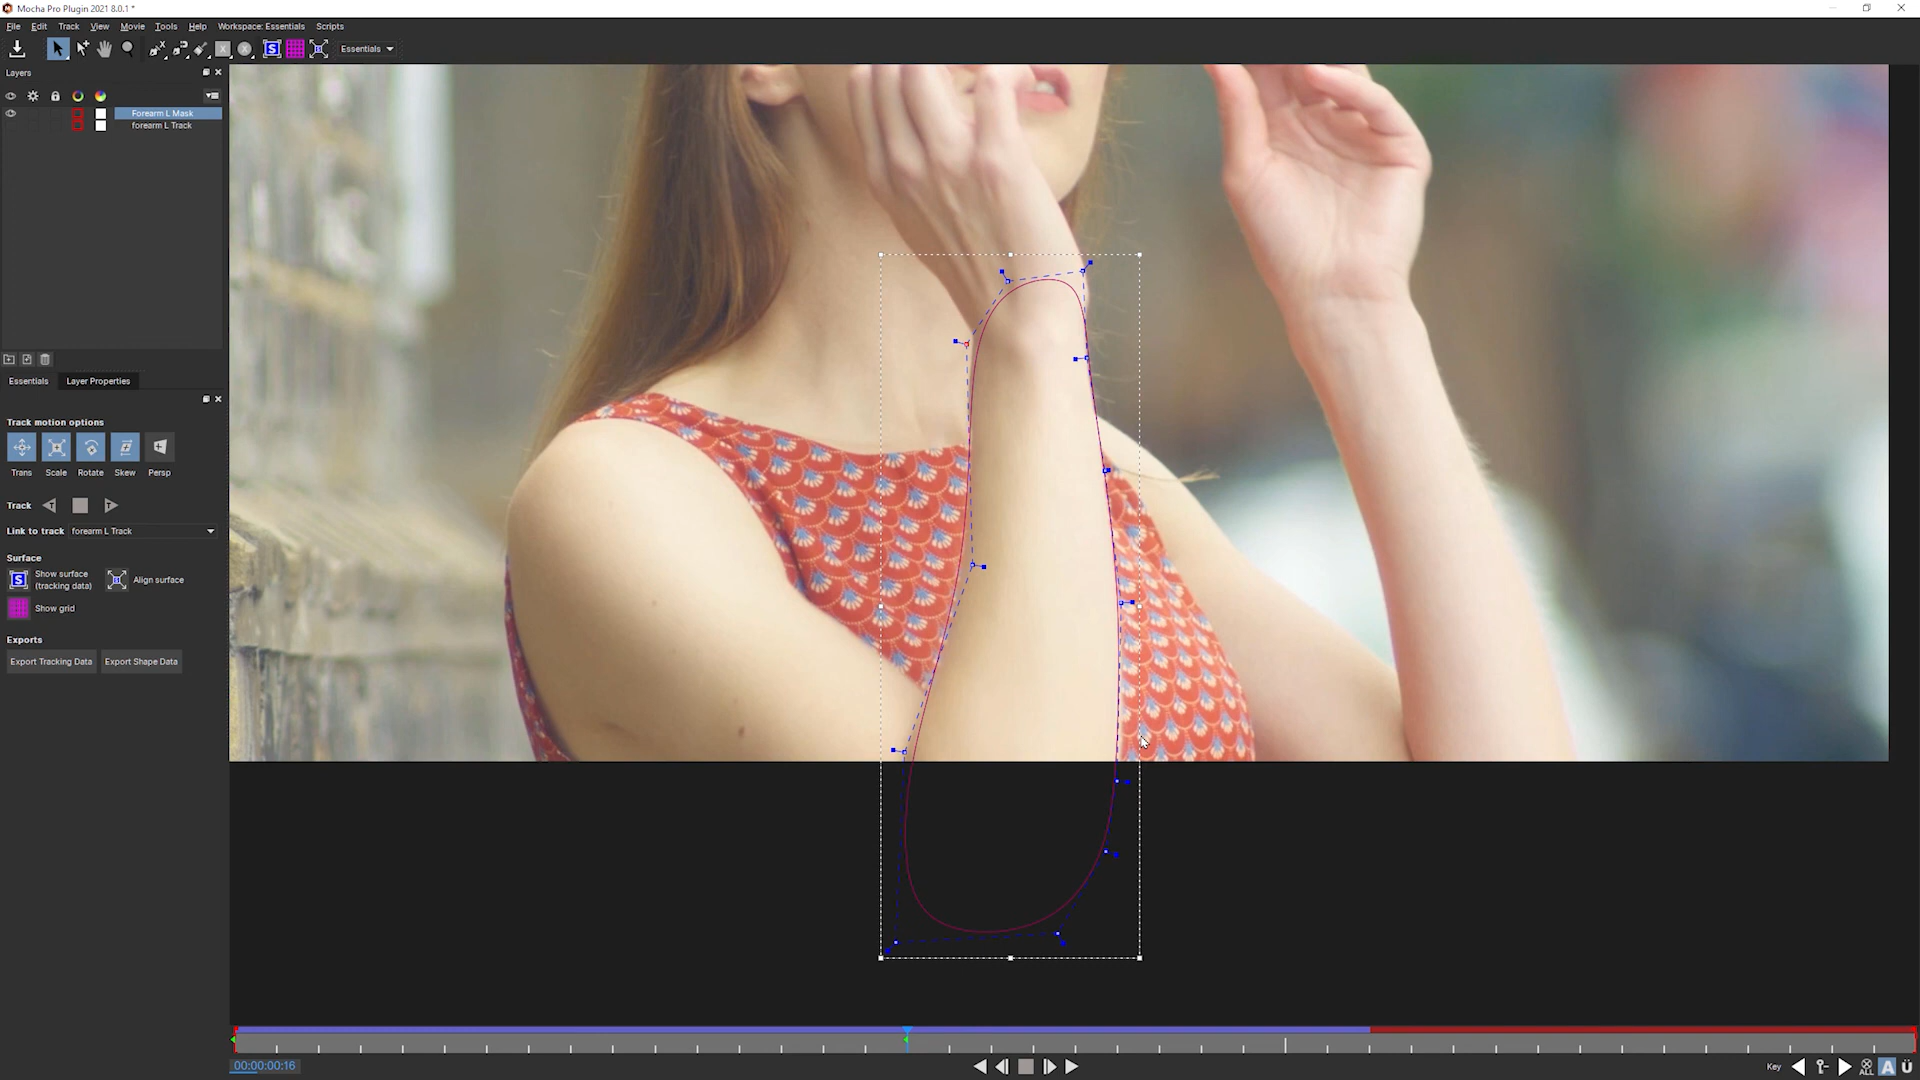 Mocha Pro Plugin 2021 8.0.1 *
File Edit Track View Movie Tools Help Workspace: Essentials Scripts
Essentials
Layers
Forearm L Mask
forearm L Track
Essentials Layer Properties
Track motion options
Trans Scale Rotate Skew Persp
Track
Link to track forearm L Track
Surface
Show surface
(tracking data)
Align surface
Show grid
Exports
Export Tracking Data Export Shape Data
00:00:00:16
Key
ALL
A
Ü